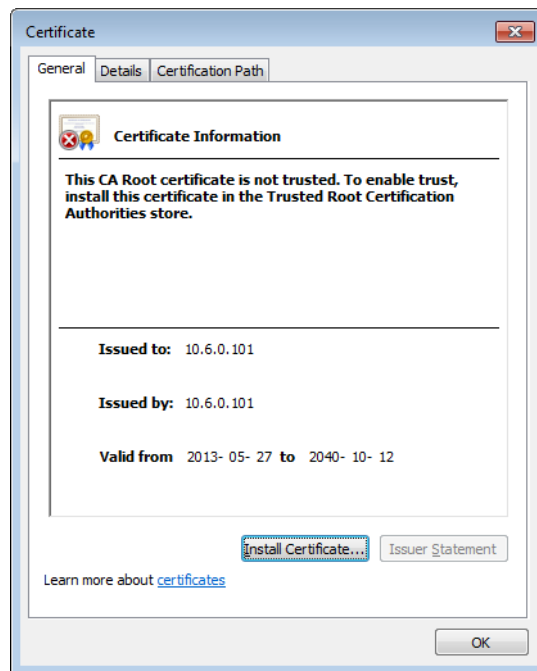 Certificate
General Details Certification Path
Certificate Information
This CA Root certificate is not trusted. To enable trust,
install this certificate in the Trusted Root Certification
Authorities store.
Issued to: 10.6.0.101
Issued by: 10.6.0.101
Valid from 2013- 05- 27 to 2040- 10- 12
Install Certificate... Issuer Statement
Learn more about certificates
OK